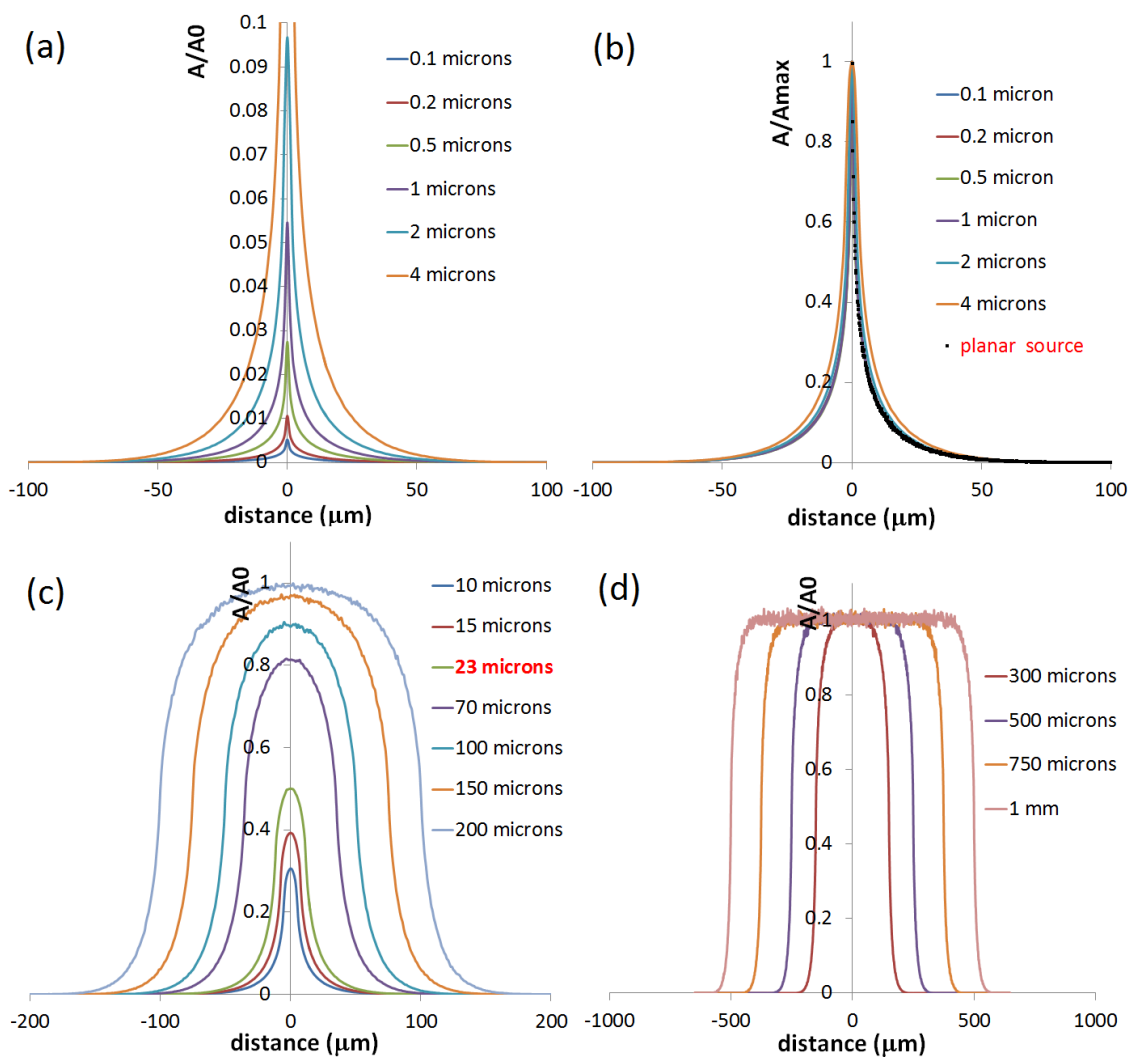 (a)
A/A0
0.1
0.09
0.08
0.07
0.06
0.05
0.04
0.03
0.02
0.01
0
-100
-50
0
50
100
distance (μm)
0.1 microns
0.2 microns
0.5 microns
1 microns
2 microns
4 microns
(b)
A/Amax
1
0.8
0.6
0.4
0.2
0
-100
-50
0
50
100
distance (μm)
0.1 micron
0.2 micron
0.5 micron
1 micron
2 microns
4 microns
planar source
(c)
A/A0
1
0.8
0.6
0.4
0.2
0
-200
-100
0
100
200
distance (μm)
10 microns
15 microns
23 microns
70 microns
100 microns
150 microns
200 microns
(d)
A/A0
1
0.8
0.6
0.4
0.2
0
-1000
-500
0
500
1000
distance (μm)
300 microns
500 microns
750 microns
1 mm